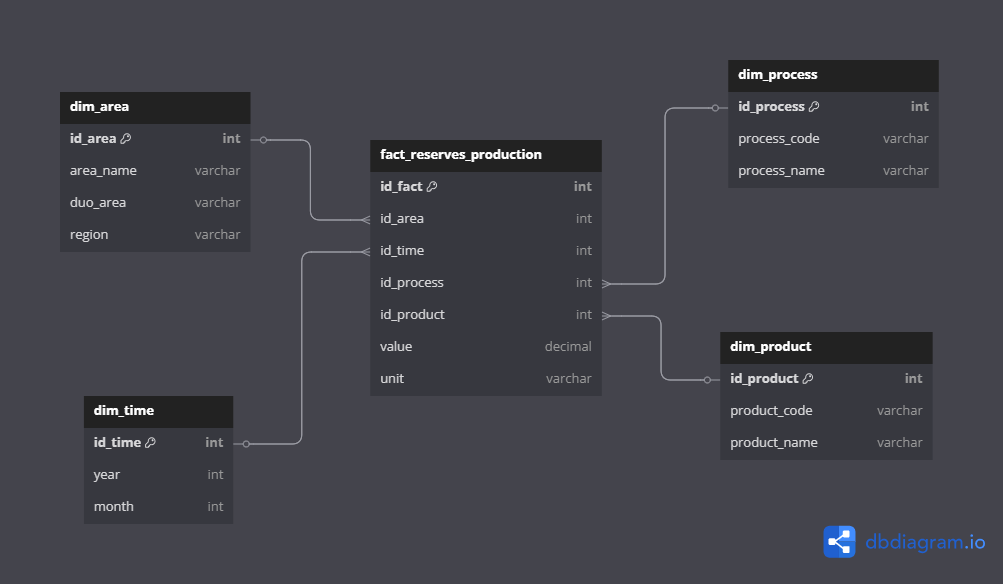 dim_area
id_area int
area_name varchar
duo_area varchar
region varchar
fact_reserves_production
id_fact int
id_area int
id_time int
id_process int
id_product int
value decimal
unit varchar
dim_process
id_process int
process_code varchar
process_name varchar
dim_time
id_time int
year int
month int
dim_product
id_product int
product_code varchar
product_name varchar
dbdiagram.io